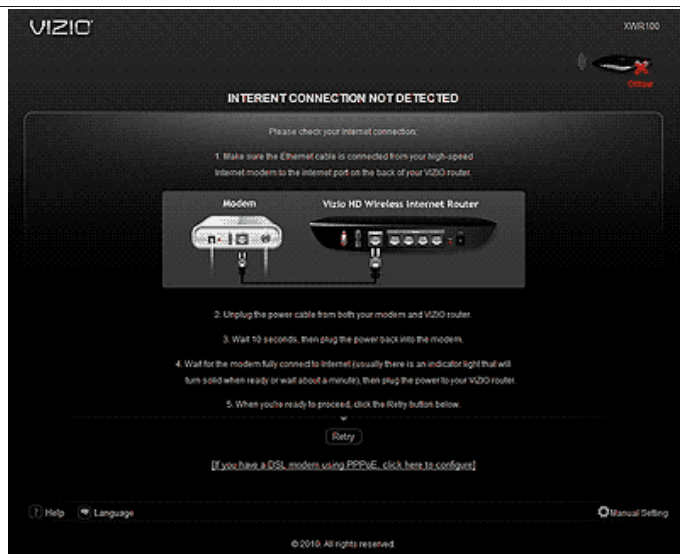 VIZIO
XWR100
Offline
INTERENT CONNECTION NOT DETECTED
Please check your Internet connection:
1. Make sure the Ethernet cable is connected from your high-speed
Internet modem to the internet port on the back of your VIZIO router.
Modem
Vizio HD Wireless Internet Router
2. Unplug the power cable from both your modem and VIZIO router.
3. Wait 10 seconds, then plug the power back into the modem.
4. Wait for the modem fully connect to Internet (usually there is an indicator light that will
turn solid when ready or wait about a minute), then plug the power to your VIZIO router.
5. When you're ready to proceed, click the Retry button below.
Retry
[If you have a DSL modem using PPPoE, click here to configure]
? Help
Language
Manual Setting
© 2010. All rights reserved.